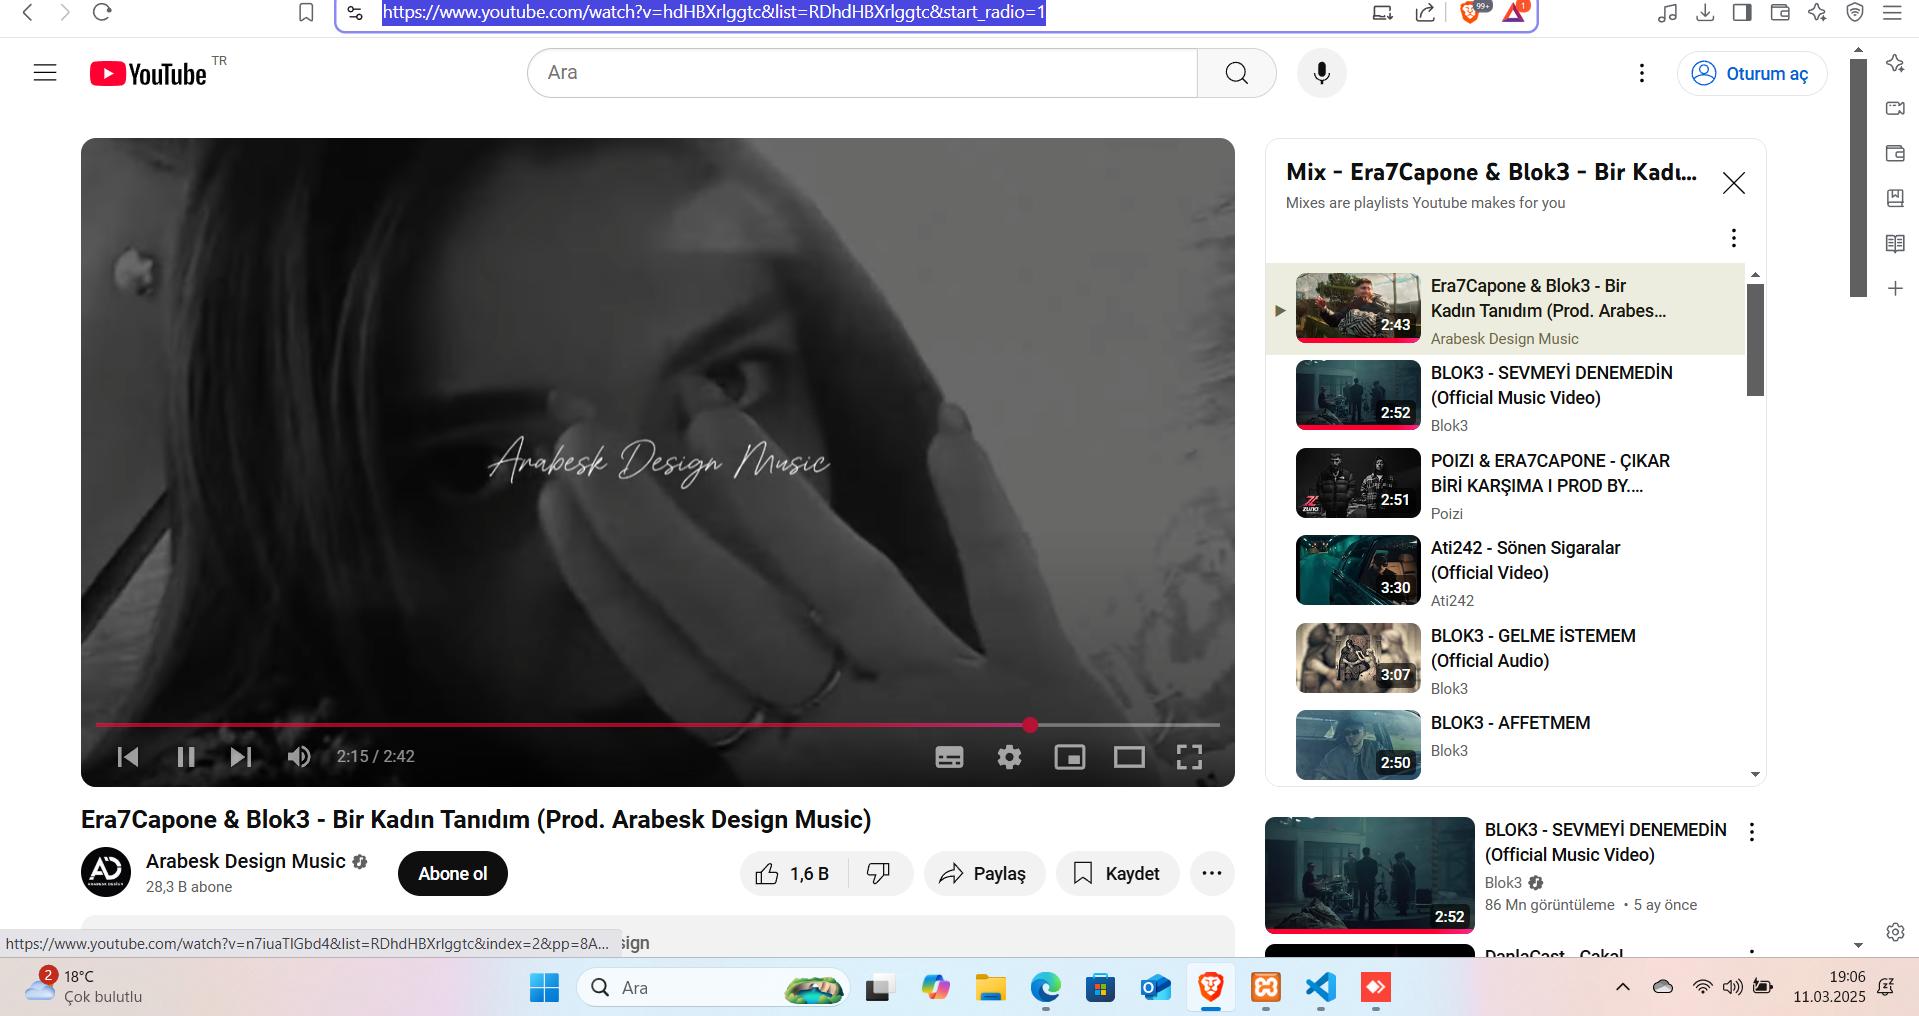 https://www.youtube.com/watch?v=hdHBXrlggtc&list=RDhdHBXrlggtc&start_radio=1
99+
1
YouTube TR
Ara
Oturum aç
Arabesk Design Music
2:15 / 2:42
Era7Capone & Blok3 - Bir Kadın Tanıdım (Prod. Arabesk Design Music)
Arabesk Design Music
28,3 B abone
Abone ol
1,6 B
Paylaş
Kaydet
Mix - Era7Capone & Blok3 - Bir Kadı...
Mixes are playlists Youtube makes for you
2:43
Era7Capone & Blok3 - Bir
Kadın Tanıdım (Prod. Arabes...
Arabesk Design Music
2:52
BLOK3 - SEVMEYİ DENEMEDİN
(Official Music Video)
Blok3
2:51
POIZI & ERA7CAPONE - ÇIKAR
BİRİ KARŞIMA I PROD BY....
Poizi
3:30
Ati242 - Sönen Sigaralar
(Official Video)
Ati242
3:07
BLOK3 - GELME İSTEMEM
(Official Audio)
Blok3
2:50
BLOK3 - AFFETMEM
Blok3
2:52
BLOK3 - SEVMEYİ DENEMEDİN
(Official Music Video)
Blok3
86 Mn görüntüleme • 5 ay önce
https://www.youtube.com/watch?v=n7iuaTlGbd4&list=RDhdHBXrlggtc&index=2&pp=8A...
2
18°C
Çok bulutlu
Ara
19:06
11.03.2025